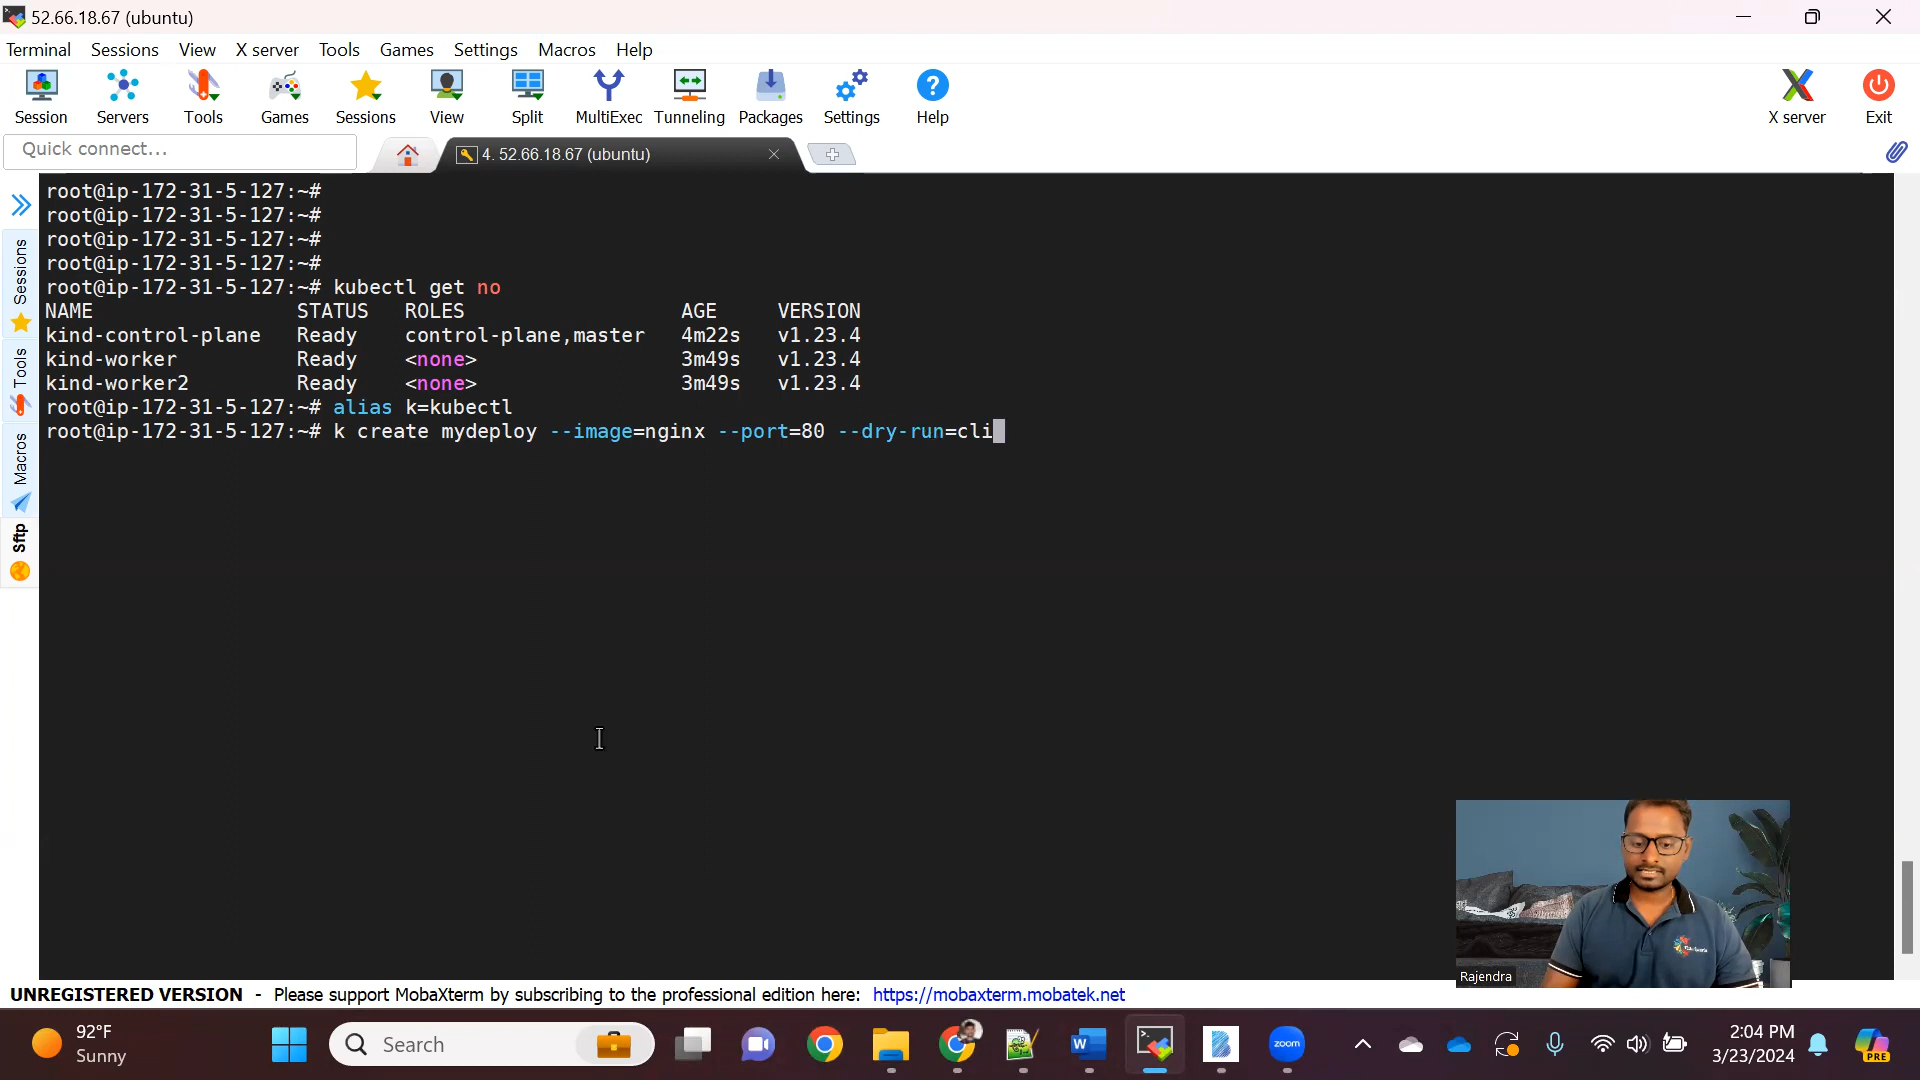 52.66.18.67 (ubuntu)
Terminal Sessions View X server Tools Games Settings Macros Help
Session Servers Tools Games Sessions View Split MultiExec Tunneling Packages Settings Help X server Exit
Quick connect...
4. 52.66.18.67 (ubuntu)
Sessions
Tools
Macros
Sftp
root@ip-172-31-5-127:~#
root@ip-172-31-5-127:~#
root@ip-172-31-5-127:~#
root@ip-172-31-5-127:~#
root@ip-172-31-5-127:~# kubectl get no
NAME STATUS ROLES AGE VERSION
kind-control-plane Ready control-plane,master 4m22s v1.23.4
kind-worker Ready <none> 3m49s v1.23.4
kind-worker2 Ready <none> 3m49s v1.23.4
root@ip-172-31-5-127:~# alias k=kubectl
root@ip-172-31-5-127:~# k create mydeploy --image=nginx --port=80 --dry-run=cli
Rajendra
UNREGISTERED VERSION - Please support MobaXterm by subscribing to the professional edition here: https://mobaxterm.mobatek.net
92°F
Sunny
Search
zoom
2:04 PM
3/23/2024
PRE